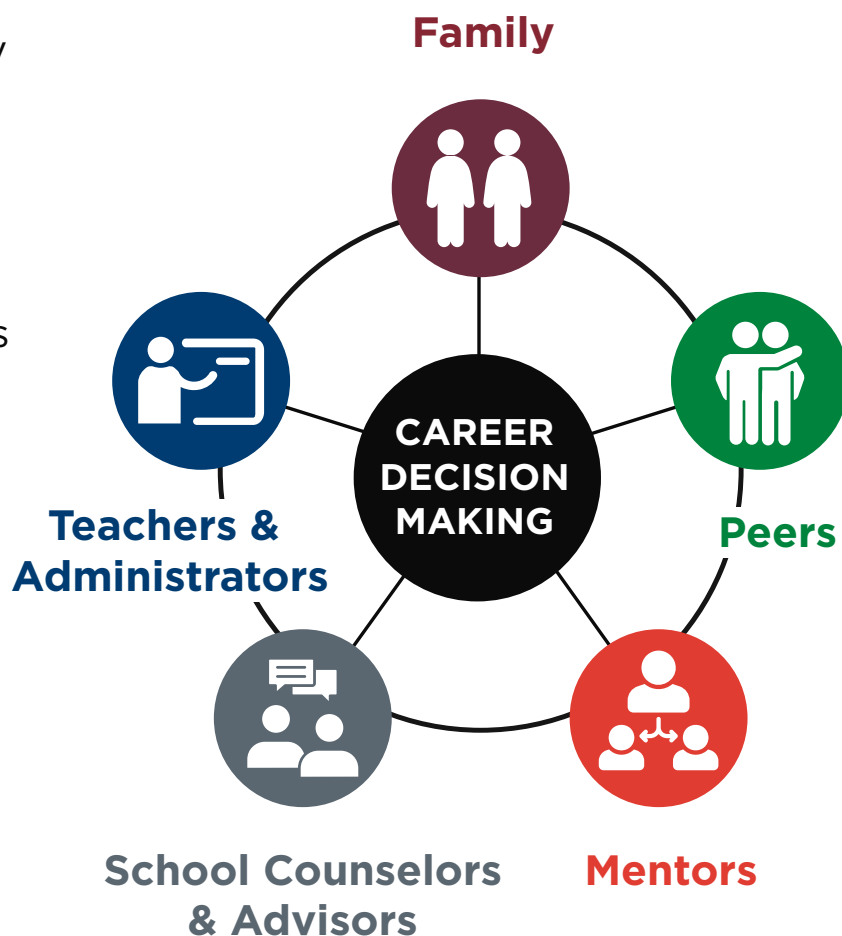 Family
CAREER
DECISION
MAKING
Teachers &
Administrators
Peers
School Counselors
& Advisors
Mentors